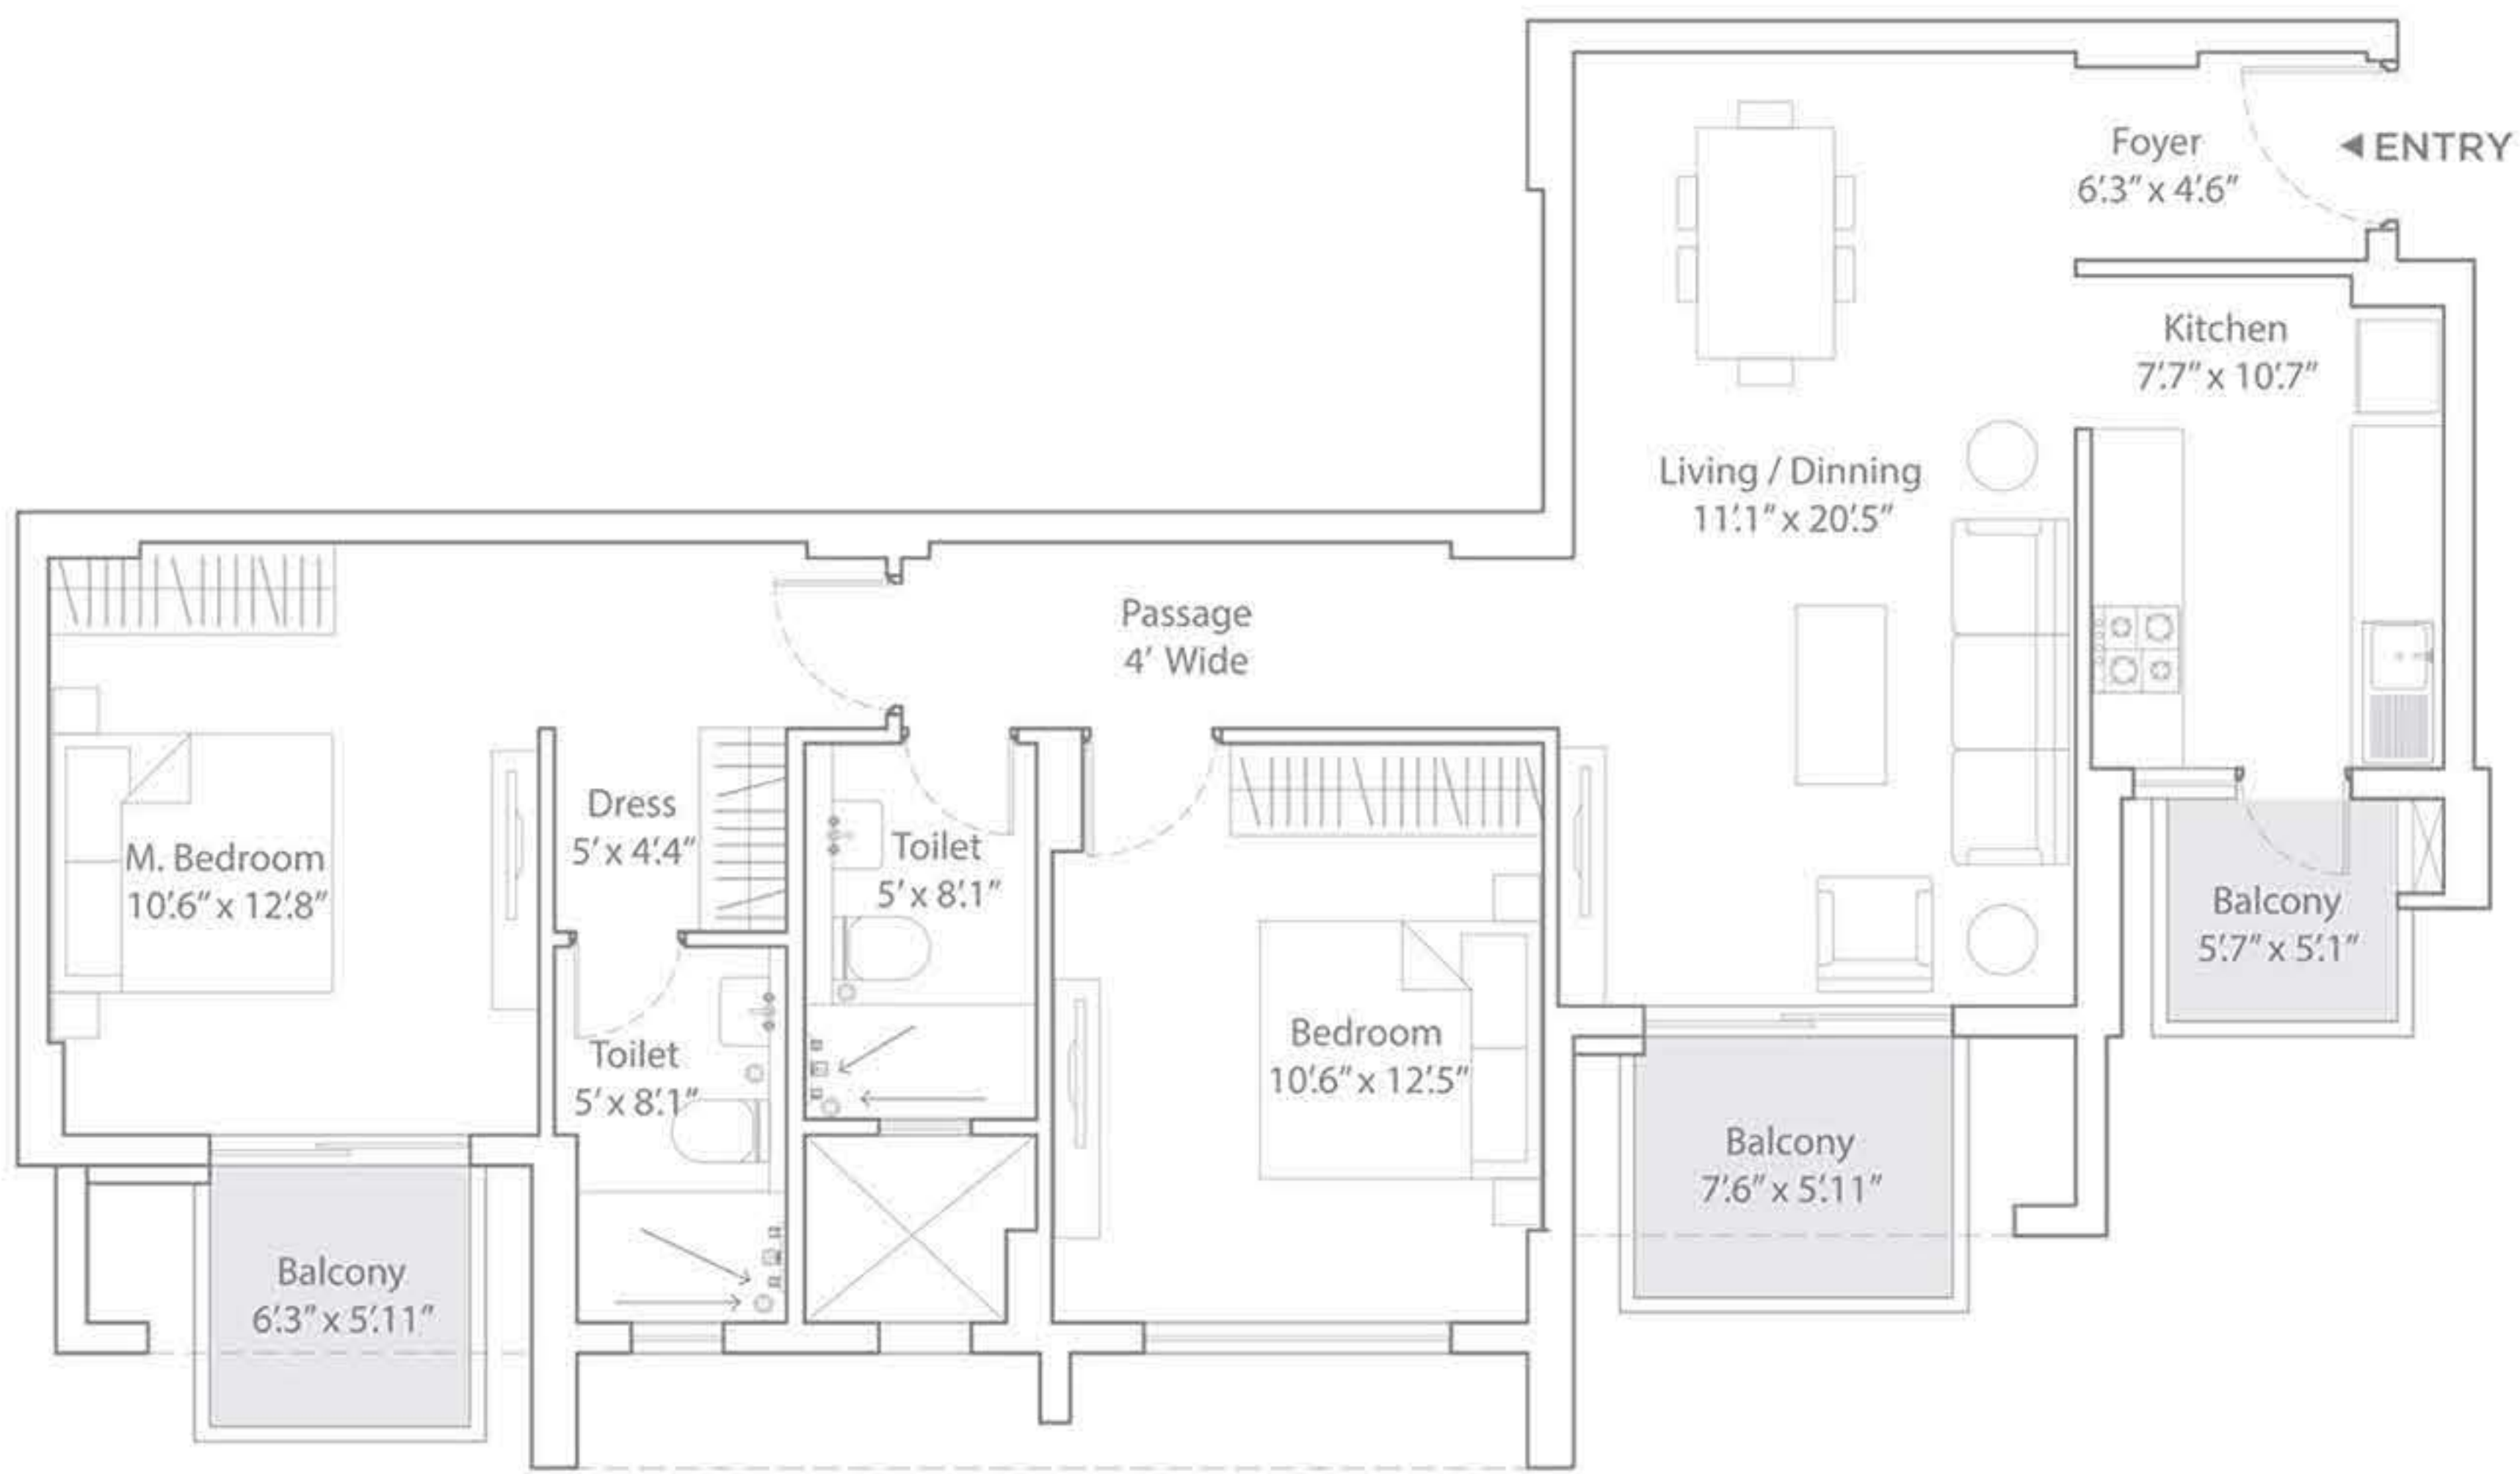 Foyer
6'.3" x 4'.6"
◀ ENTRY
Kitchen
7'.7" x 10'.7"
Living / Dinning
11'.1" x 20'.5"
Passage
4' Wide
Dress
5' x 4'.4"
Toilet
5' x 8'.1"
M. Bedroom
10'.6" x 12'.8"
Balcony
5'.7" x 5'.1"
Toilet
5' x 8'.1"
Bedroom
10'.6" x 12'.5"
Balcony
7'.6" x 5'.11"
Balcony
6'.3" x 5'.11"